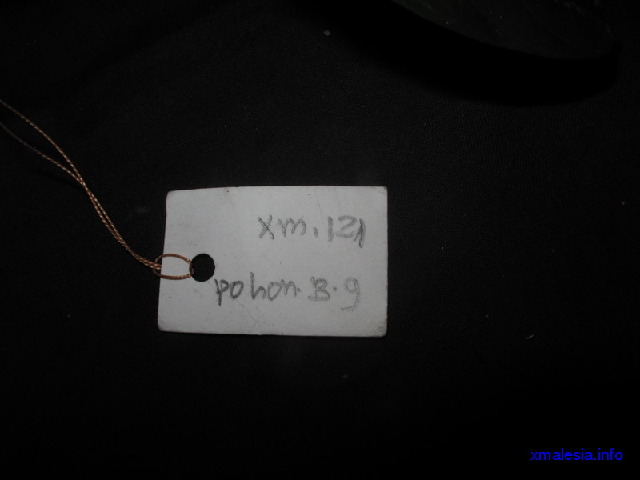 xm. 121
pohon. B. 9
xmalesia.info